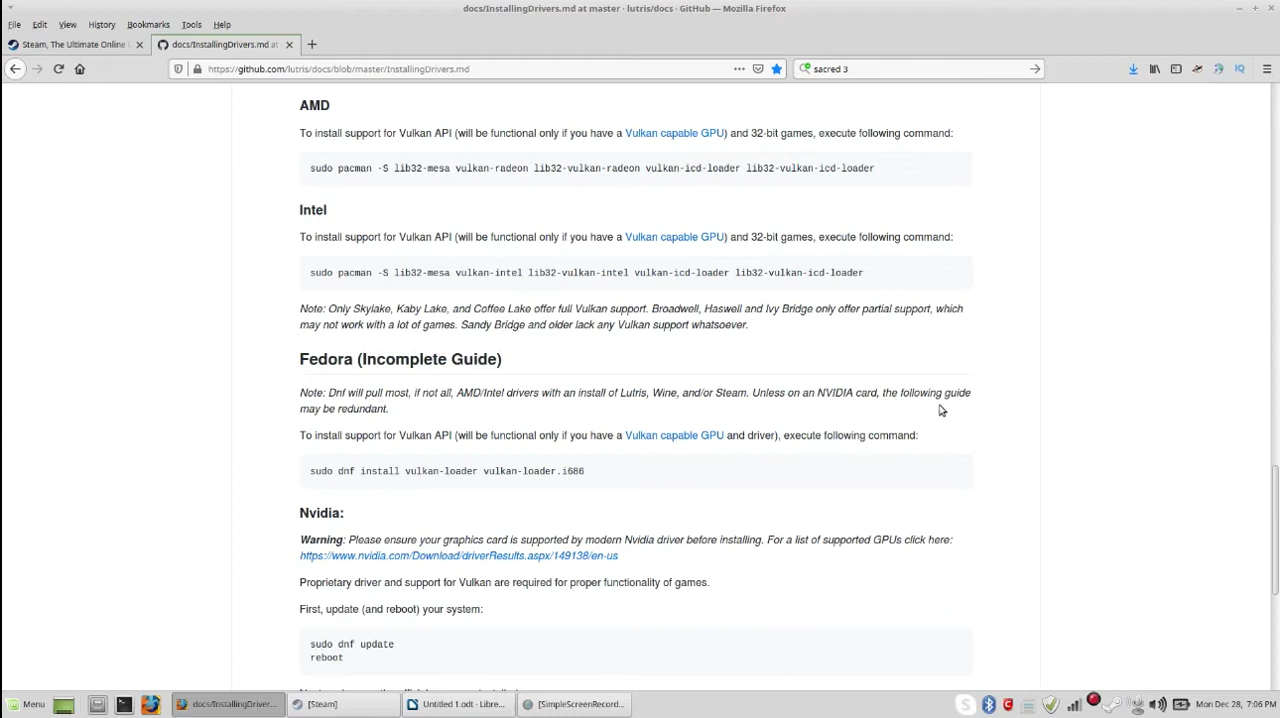 docs/InstallingDrivers.md at master · lutris/docs · GitHub — Mozilla Firefox
File Edit View History Bookmarks Tools Help
Steam, The Ultimate Online
docs/InstallingDrivers.md at
https://github.com/lutris/docs/blob/master/InstallingDrivers.md
sacred 3
AMD
To install support for Vulkan API (will be functional only if you have a Vulkan capable GPU) and 32-bit games, execute following command:
sudo pacman -S lib32-mesa vulkan-radeon lib32-vulkan-radeon vulkan-icd-loader lib32-vulkan-icd-loader
Intel
To install support for Vulkan API (will be functional only if you have a Vulkan capable GPU) and 32-bit games, execute following command:
sudo pacman -S lib32-mesa vulkan-intel lib32-vulkan-intel vulkan-icd-loader lib32-vulkan-icd-loader
Note: Only Skylake, Kaby Lake, and Coffee Lake offer full Vulkan support. Broadwell, Haswell and Ivy Bridge only offer partial support, which
may not work with a lot of games. Sandy Bridge and older lack any Vulkan support whatsoever.
Fedora (Incomplete Guide)
Note: Dnf will pull most, if not all, AMD/Intel drivers with an install of Lutris, Wine, and/or Steam. Unless on an NVIDIA card, the following guide
may be redundant.
To install support for Vulkan API (will be functional only if you have a Vulkan capable GPU and driver), execute following command:
sudo dnf install vulkan-loader vulkan-loader.i686
Nvidia:
Warning: Please ensure your graphics card is supported by modern Nvidia driver before installing. For a list of supported GPUs click here:
https://www.nvidia.com/Download/driverResults.aspx/149138/en-us
Proprietary driver and support for Vulkan are required for proper functionality of games.
First, update (and reboot) your system:
sudo dnf update
reboot
Menu
docs/InstallingDriver...
[Steam]
Untitled 1.odt - Libre...
[SimpleScreenRecord...
Mon Dec 28, 7:06 PM